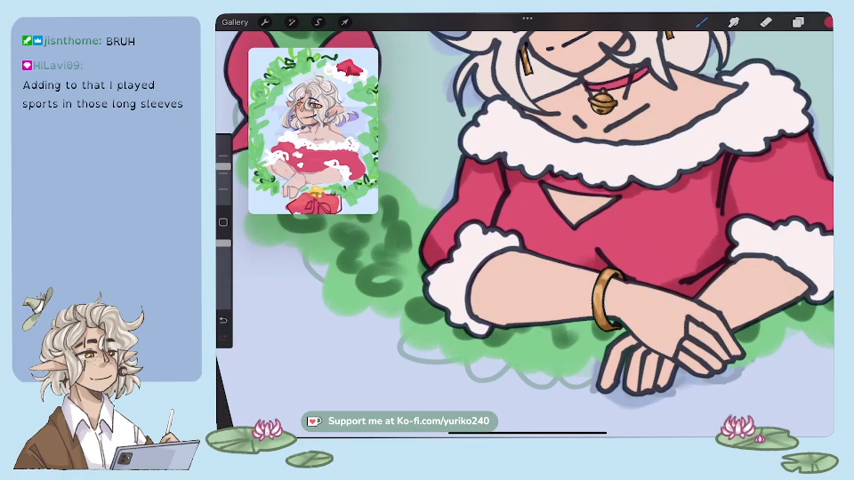 Gallery
jisnthome: BRUH
HiLavi09:
Adding to that I played
sports in those long sleeves
Support me at Ko-fi.com/yuriko240